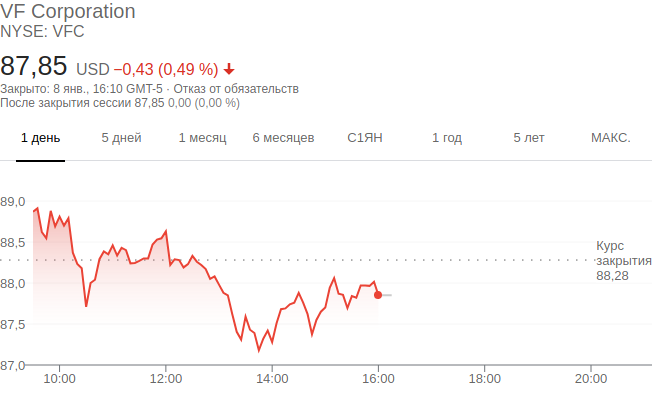 VF Corporation
NYSE: VFC
87,85 USD −0,43 (0,49 %)
Закрыто: 8 янв., 16:10 GMT-5 · Отказ от обязательств
После закрытия сессии 87,85 0,00 (0,00 %)
1 день 5 дней 1 месяц 6 месяцев С1ЯН 1 год 5 лет МАКС.
89,0
88,5
88,0
87,5
87,0
Курс
закрытия
88,28
10:00 12:00 14:00 16:00 18:00 20:00